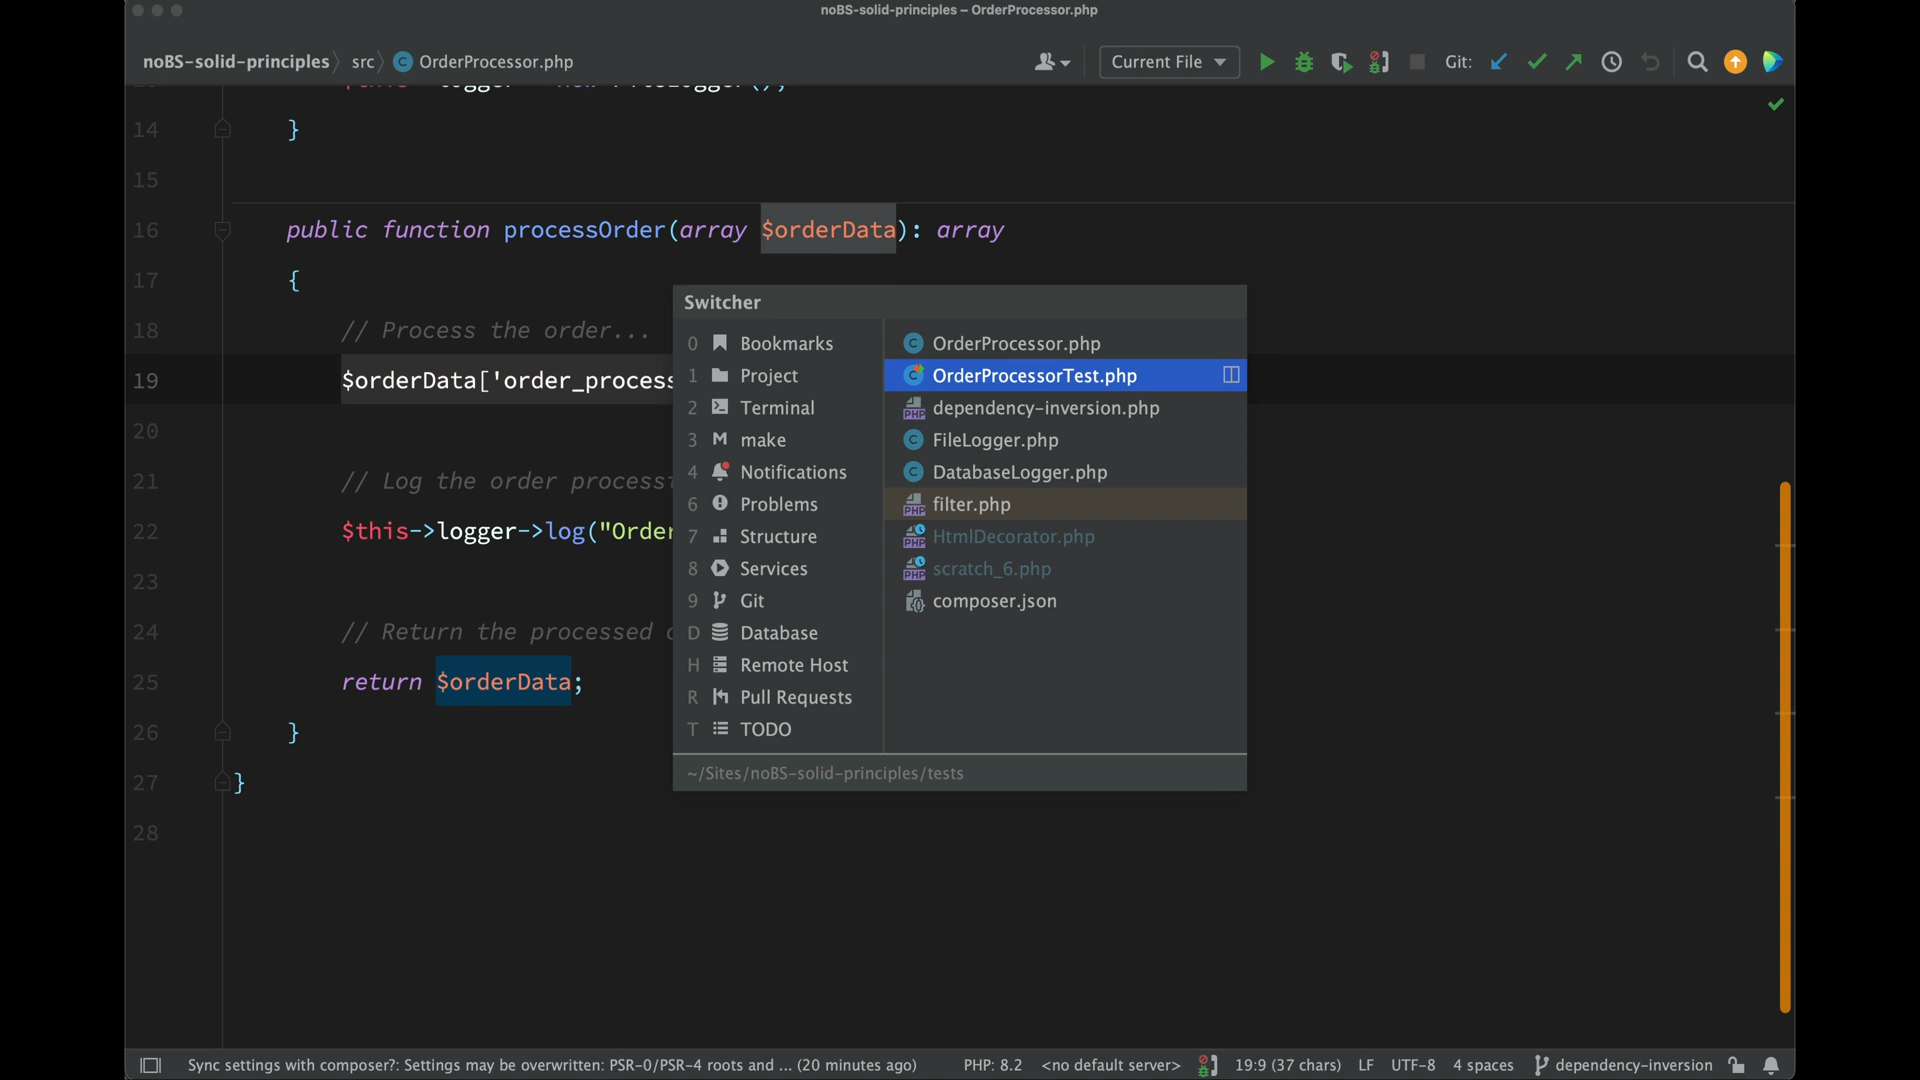 noBS-solid-principles – OrderProcessor.php
noBS-solid-principles src OrderProcessor.php
Current File
Git:
14 }
15
16 public function processOrder(array $orderData): array
17 {
18 // Process the order...
19 $orderData['order_process
20
21 // Log the order process
22 $this->logger->log("Order
23
24 // Return the processed
25 return $orderData;
26 }
27 }
28
Switcher
0 Bookmarks
1 Project
2 Terminal
3 make
4 Notifications
6 Problems
7 Structure
8 Services
9 Git
D Database
H Remote Host
R Pull Requests
T TODO
OrderProcessor.php
OrderProcessorTest.php
dependency-inversion.php
FileLogger.php
DatabaseLogger.php
filter.php
HtmlDecorator.php
scratch_6.php
composer.json
~/Sites/noBS-solid-principles/tests
Sync settings with composer?: Settings may be overwritten: PSR-0/PSR-4 roots and ... (20 minutes ago) PHP: 8.2 <no default server> 19:9 (37 chars) LF UTF-8 4 spaces dependency-inversion